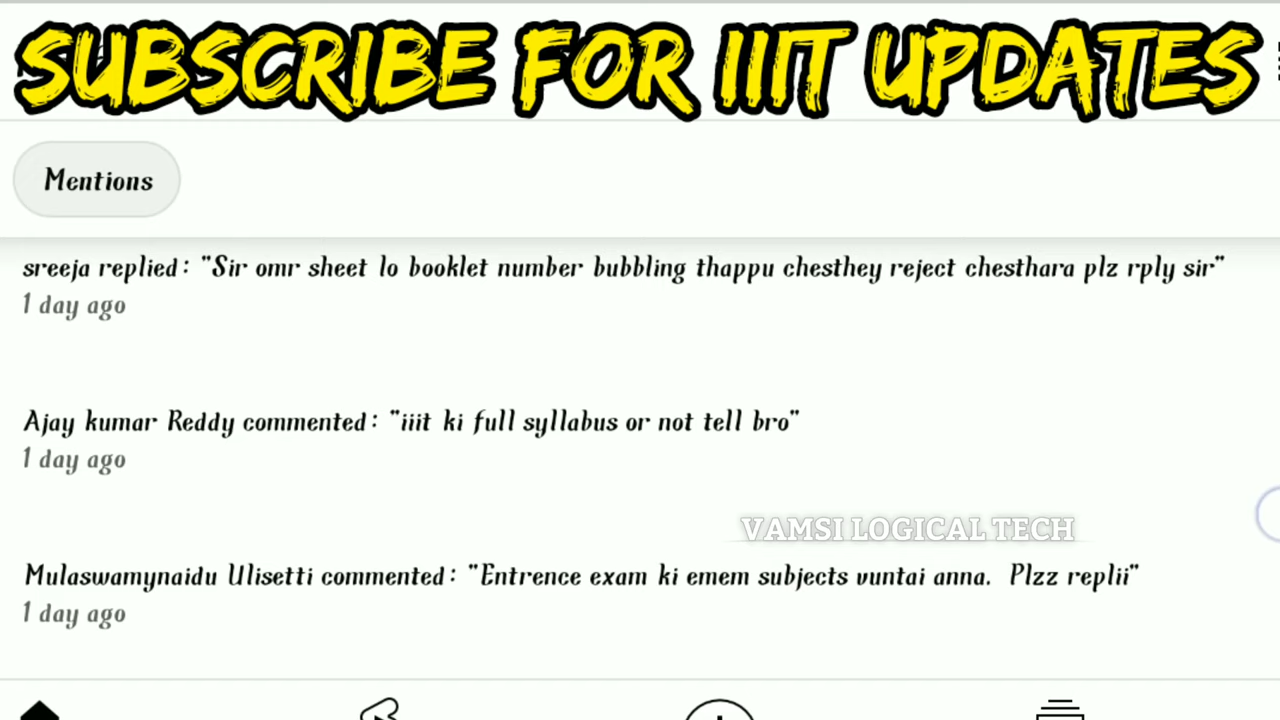 SUBSCRIBE FOR IIIT UPDATES
Mentions
sreeja replied: "Sir omr sheet lo booklet number bubbling thappu chesthey reject chesthara plz rply sir"
1 day ago
Ajay kumar Reddy commented: "iiit ki full syllabus or not tell bro"
1 day ago
VAMSI LOGICAL TECH
Mulaswamynaidu Ulisetti commented: "Entrence exam ki emem subjects vuntai anna. Plzz replii"
1 day ago